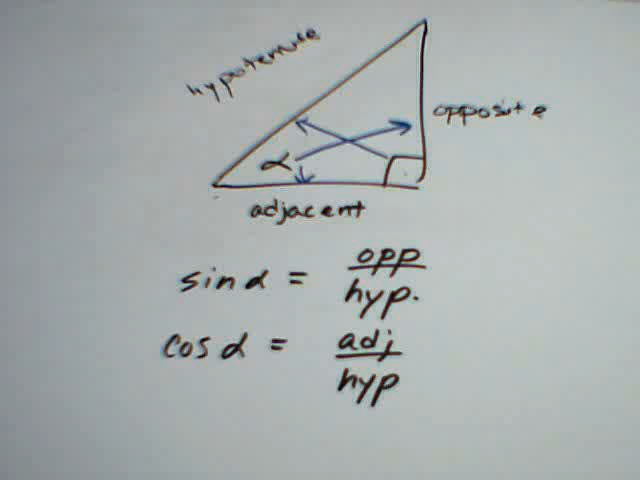 hypotenuse
opposite
α
adjacent
sin α = opp/hyp.
cos α = adj/hyp